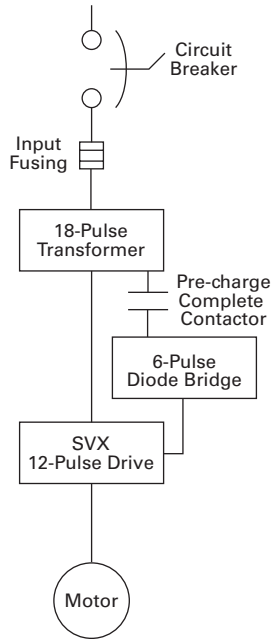 Circuit
Breaker
Input
Fusing
18-Pulse
Transformer
Pre-charge
Complete
Contactor
6-Pulse
Diode Bridge
SVX
12-Pulse Drive
Motor